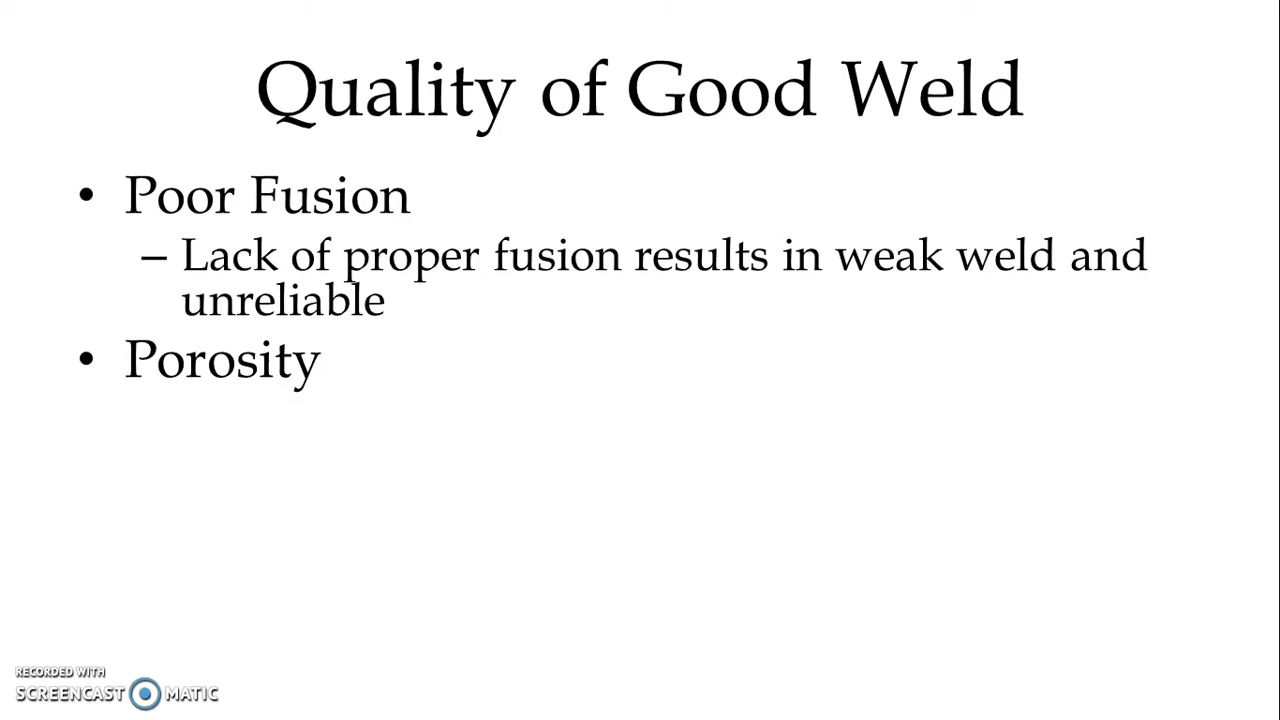 Quality of Good Weld
• Poor Fusion
– Lack of proper fusion results in weak weld and
unreliable
• Porosity
RECORDED WITH
SCREENCAST MATIC